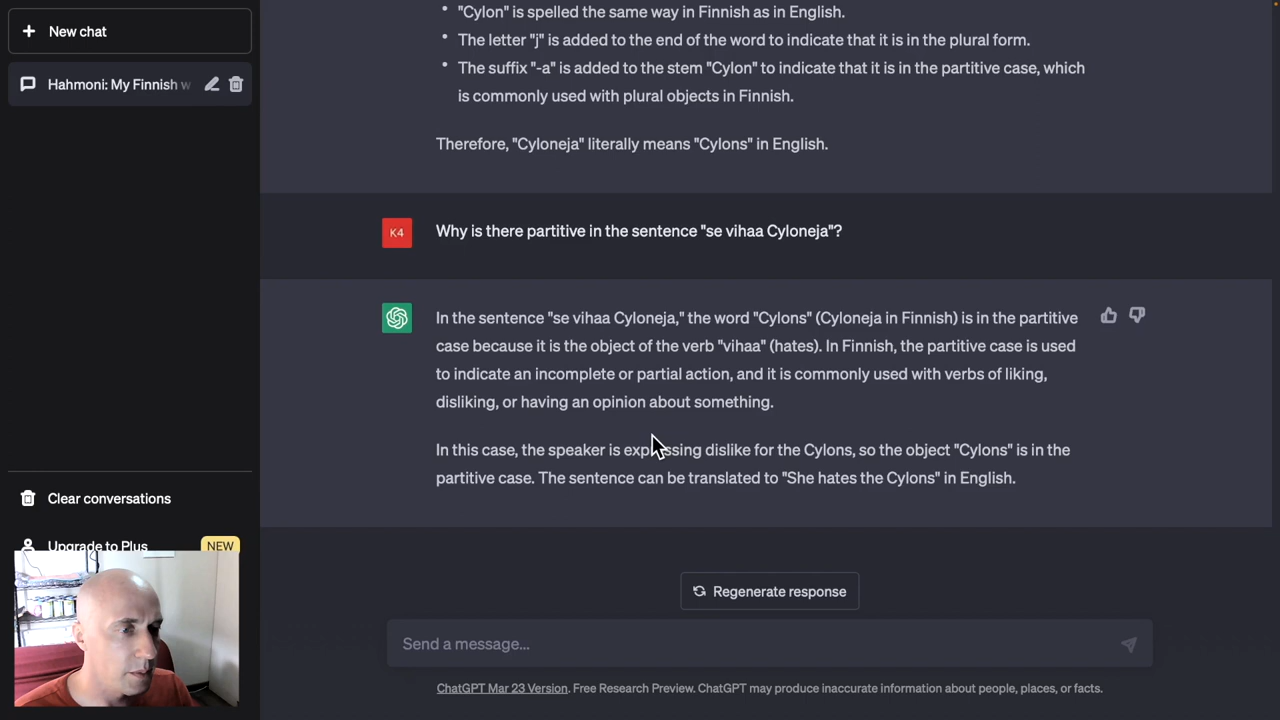 New chat
Hahmoni: My Finnish w
"Cylon" is spelled the same way in Finnish as in English.
The letter "j" is added to the end of the word to indicate that it is in the plural form.
The suffix "-a" is added to the stem "Cylon" to indicate that it is in the partitive case, which
is commonly used with plural objects in Finnish.
Therefore, "Cyloneja" literally means "Cylons" in English.
K4
Why is there partitive in the sentence "se vihaa Cyloneja"?
In the sentence "se vihaa Cyloneja," the word "Cylons" (Cyloneja in Finnish) is in the partitive
case because it is the object of the verb "vihaa" (hates). In Finnish, the partitive case is used
to indicate an incomplete or partial action, and it is commonly used with verbs of liking,
disliking, or having an opinion about something.
In this case, the speaker is expressing dislike for the Cylons, so the object "Cylons" is in the
partitive case. The sentence can be translated to "She hates the Cylons" in English.
Clear conversations
Upgrade to Plus NEW
Regenerate response
Send a message...
ChatGPT Mar 23 Version. Free Research Preview. ChatGPT may produce inaccurate information about people, places, or facts.